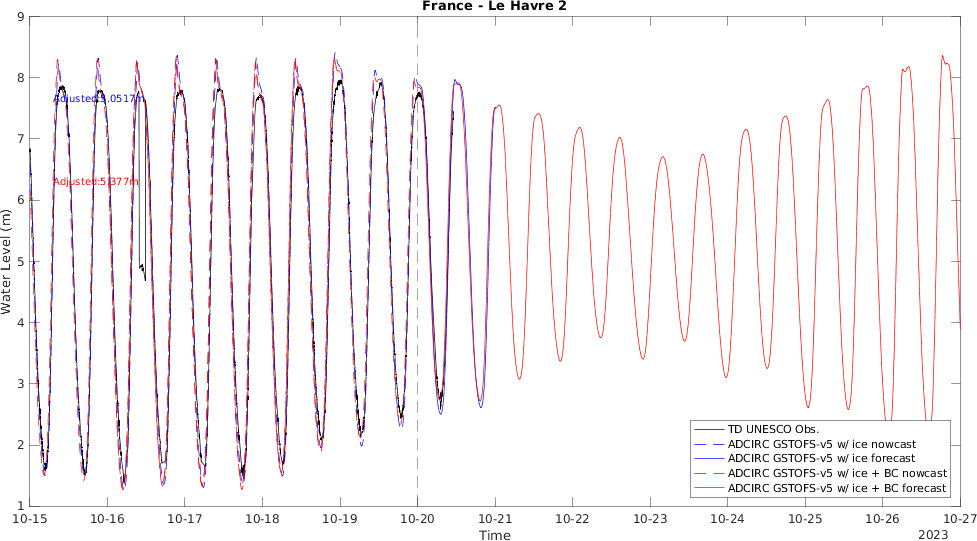 France - Le Havre 2
9
8
7
6
5
4
3
2
1
Water Level (m)
Adjusted:5.0517m
Adjusted:5.377m
TD UNESCO Obs.
ADCIRC GSTOFS-v5 w/ ice nowcast
ADCIRC GSTOFS-v5 w/ ice forecast
ADCIRC GSTOFS-v5 w/ ice + BC nowcast
ADCIRC GSTOFS-v5 w/ ice + BC forecast
10-15 10-16 10-17 10-18 10-19 10-20 10-21 10-22 10-23 10-24 10-25 10-26 10-27
Time
2023